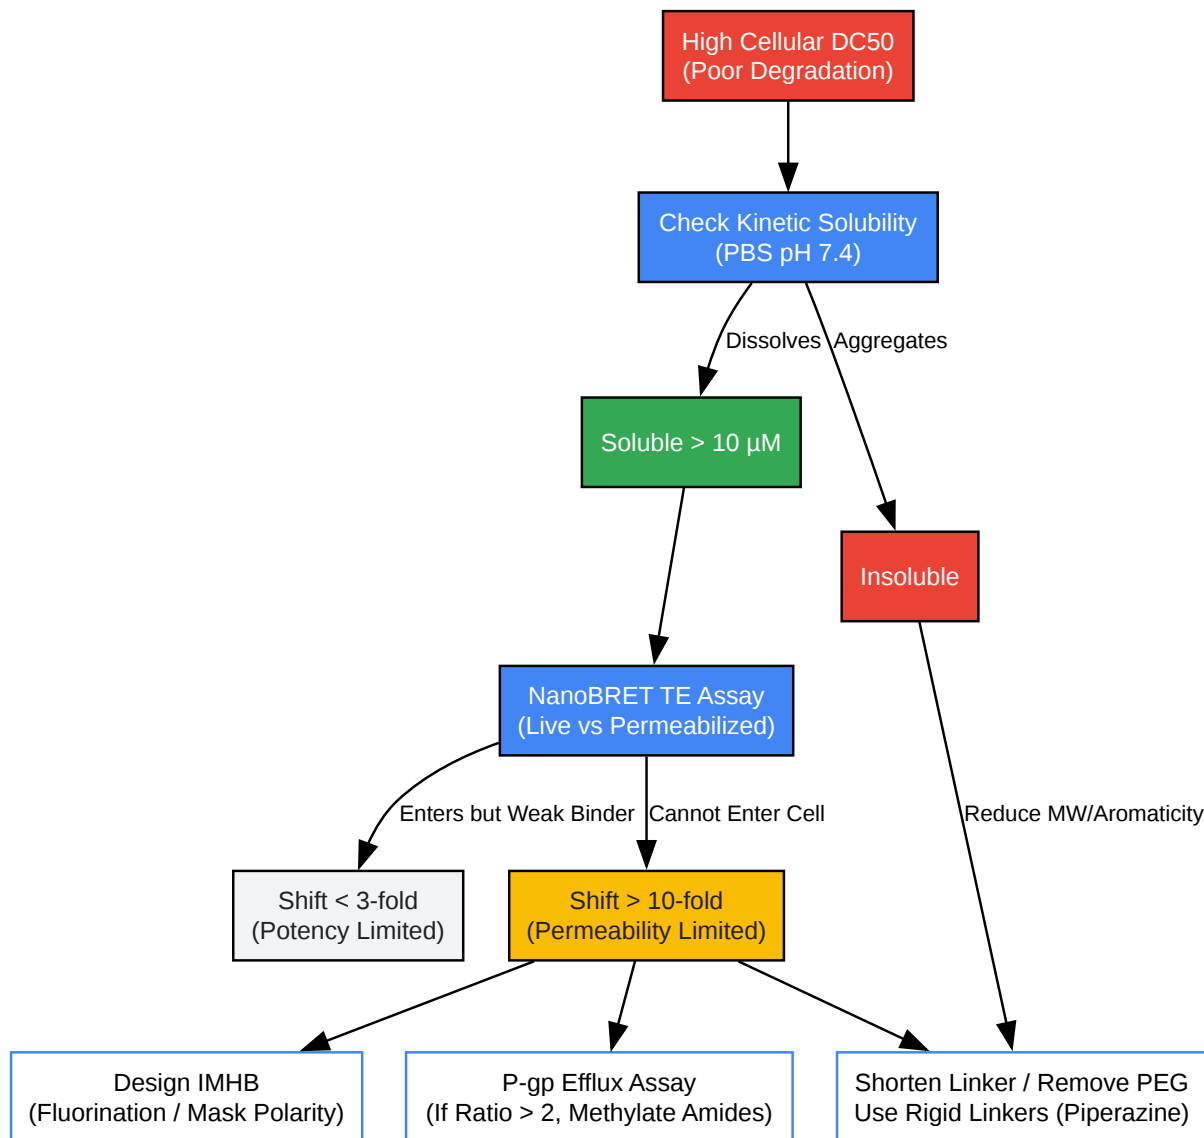 High Cellular DC50
(Poor Degradation)
Check Kinetic Solubility
(PBS pH 7.4)
Dissolves
Aggregates
Soluble > 10 µM
Insoluble
NanoBRET TE Assay
(Live vs Permeabilized)
Enters but Weak Binder
Cannot Enter Cell
Reduce MW/Aromaticity
Shift < 3-fold
(Potency Limited)
Shift > 10-fold
(Permeability Limited)
Design IMHB
(Fluorination / Mask Polarity)
P-gp Efflux Assay
(If Ratio > 2, Methylate Amides)
Shorten Linker / Remove PEG
Use Rigid Linkers (Piperazine)